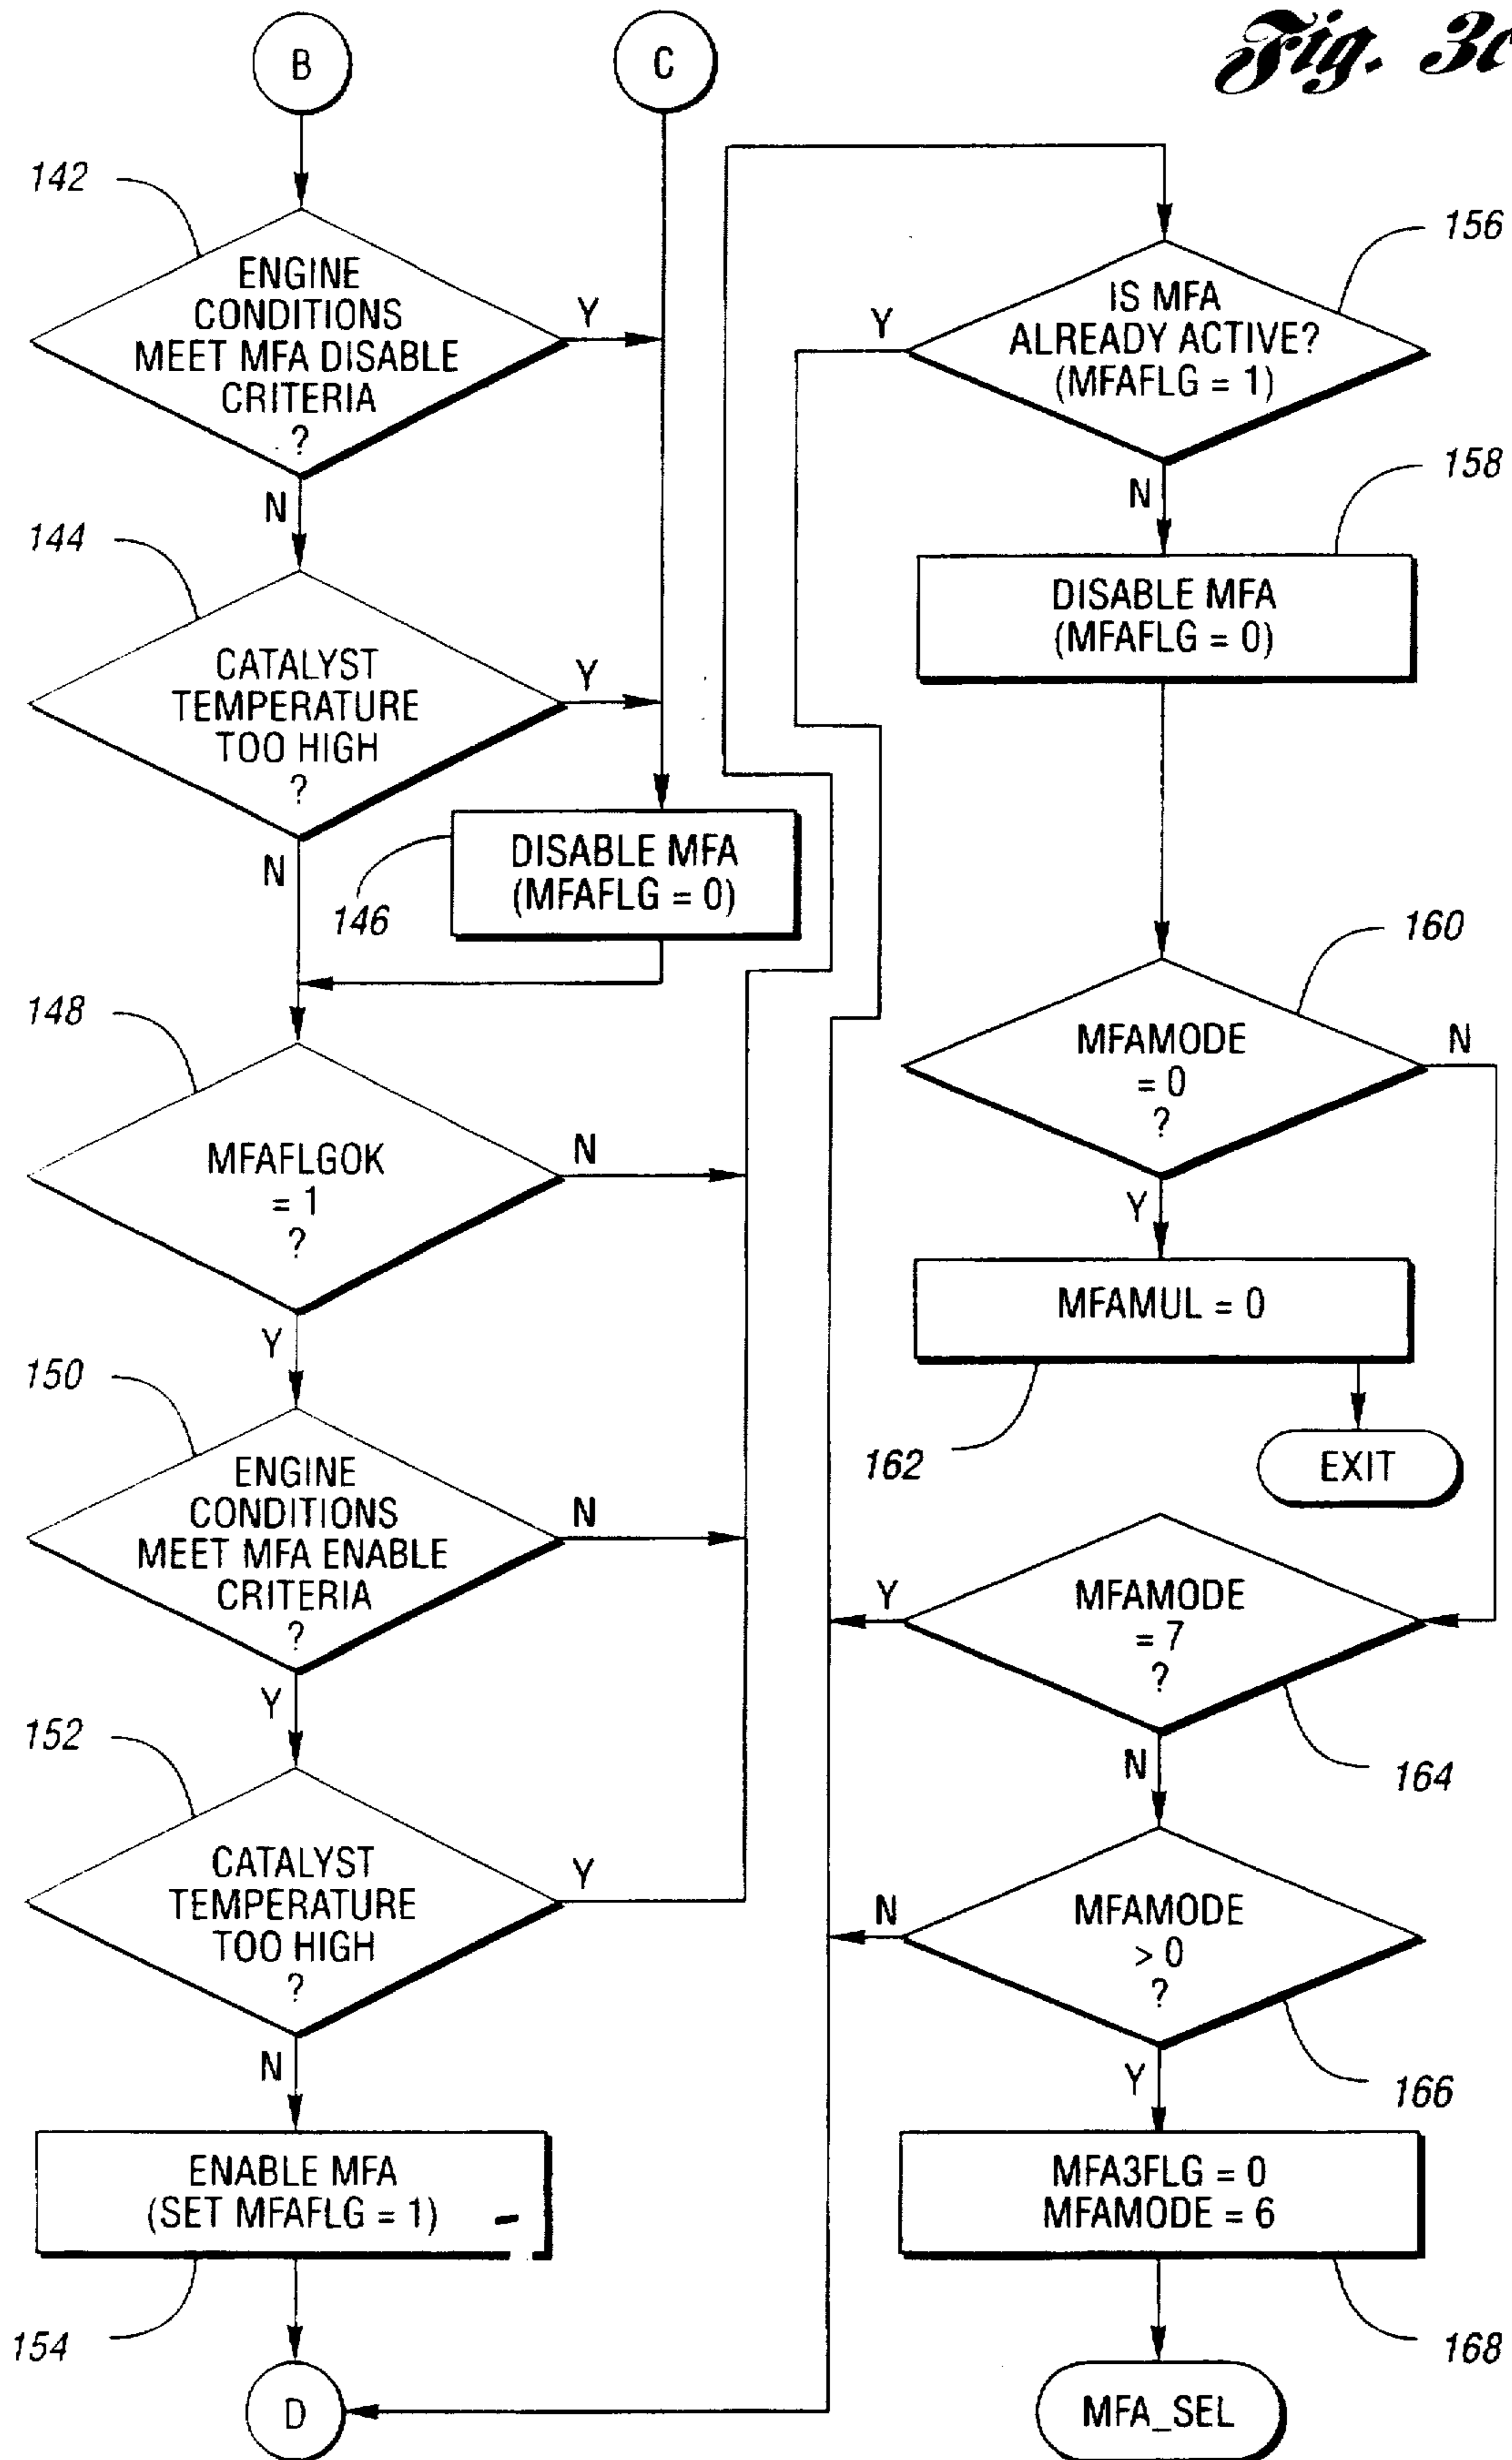 Fig. 3c
B
C
142
ENGINE
CONDITIONS
MEET MFA DISABLE
CRITERIA
?
Y
N
144
CATALYST
TEMPERATURE
TOO HIGH
?
Y
N
DISABLE MFA
(MFAFLG = 0)
146
148
MFAFLGOK
= 1
?
N
Y
150
ENGINE
CONDITIONS
MEET MFA ENABLE
CRITERIA
?
N
Y
152
CATALYST
TEMPERATURE
TOO HIGH
?
Y
N
ENABLE MFA
(SET MFAFLG = 1)
154
D
156
IS MFA
ALREADY ACTIVE?
(MFAFLG = 1)
Y
N
158
DISABLE MFA
(MFAFLG = 0)
160
MFAMODE
= 0
?
N
Y
MFAMUL = 0
162
EXIT
MFAMODE
= 7
?
Y
N
164
MFAMODE
> 0
?
N
Y
166
MFA3FLG = 0
MFAMODE = 6
168
MFA_SEL